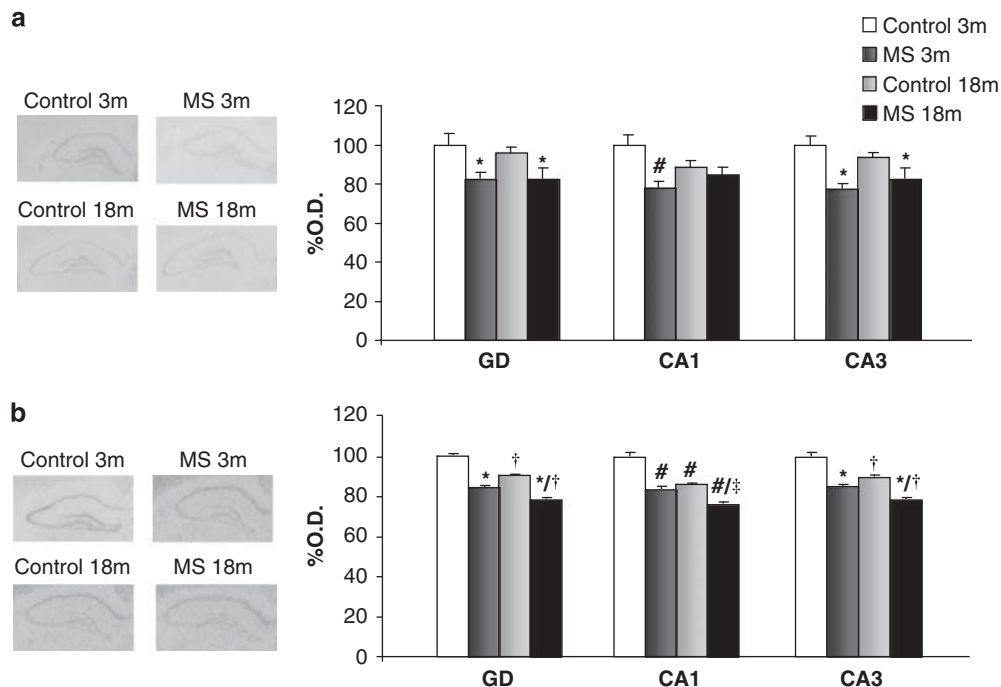 a
Control 3m
MS 3m
Control 18m
MS 18m
Control 3m MS 3m
Control 18m MS 18m
%O.D.
120
100
80
60
40
20
0
* *
#
* *
GD CA1 CA3
b
Control 3m MS 3m
Control 18m MS 18m
%O.D.
120
100
80
60
40
20
0
* † */†
# # #/‡
* † */†
GD CA1 CA3